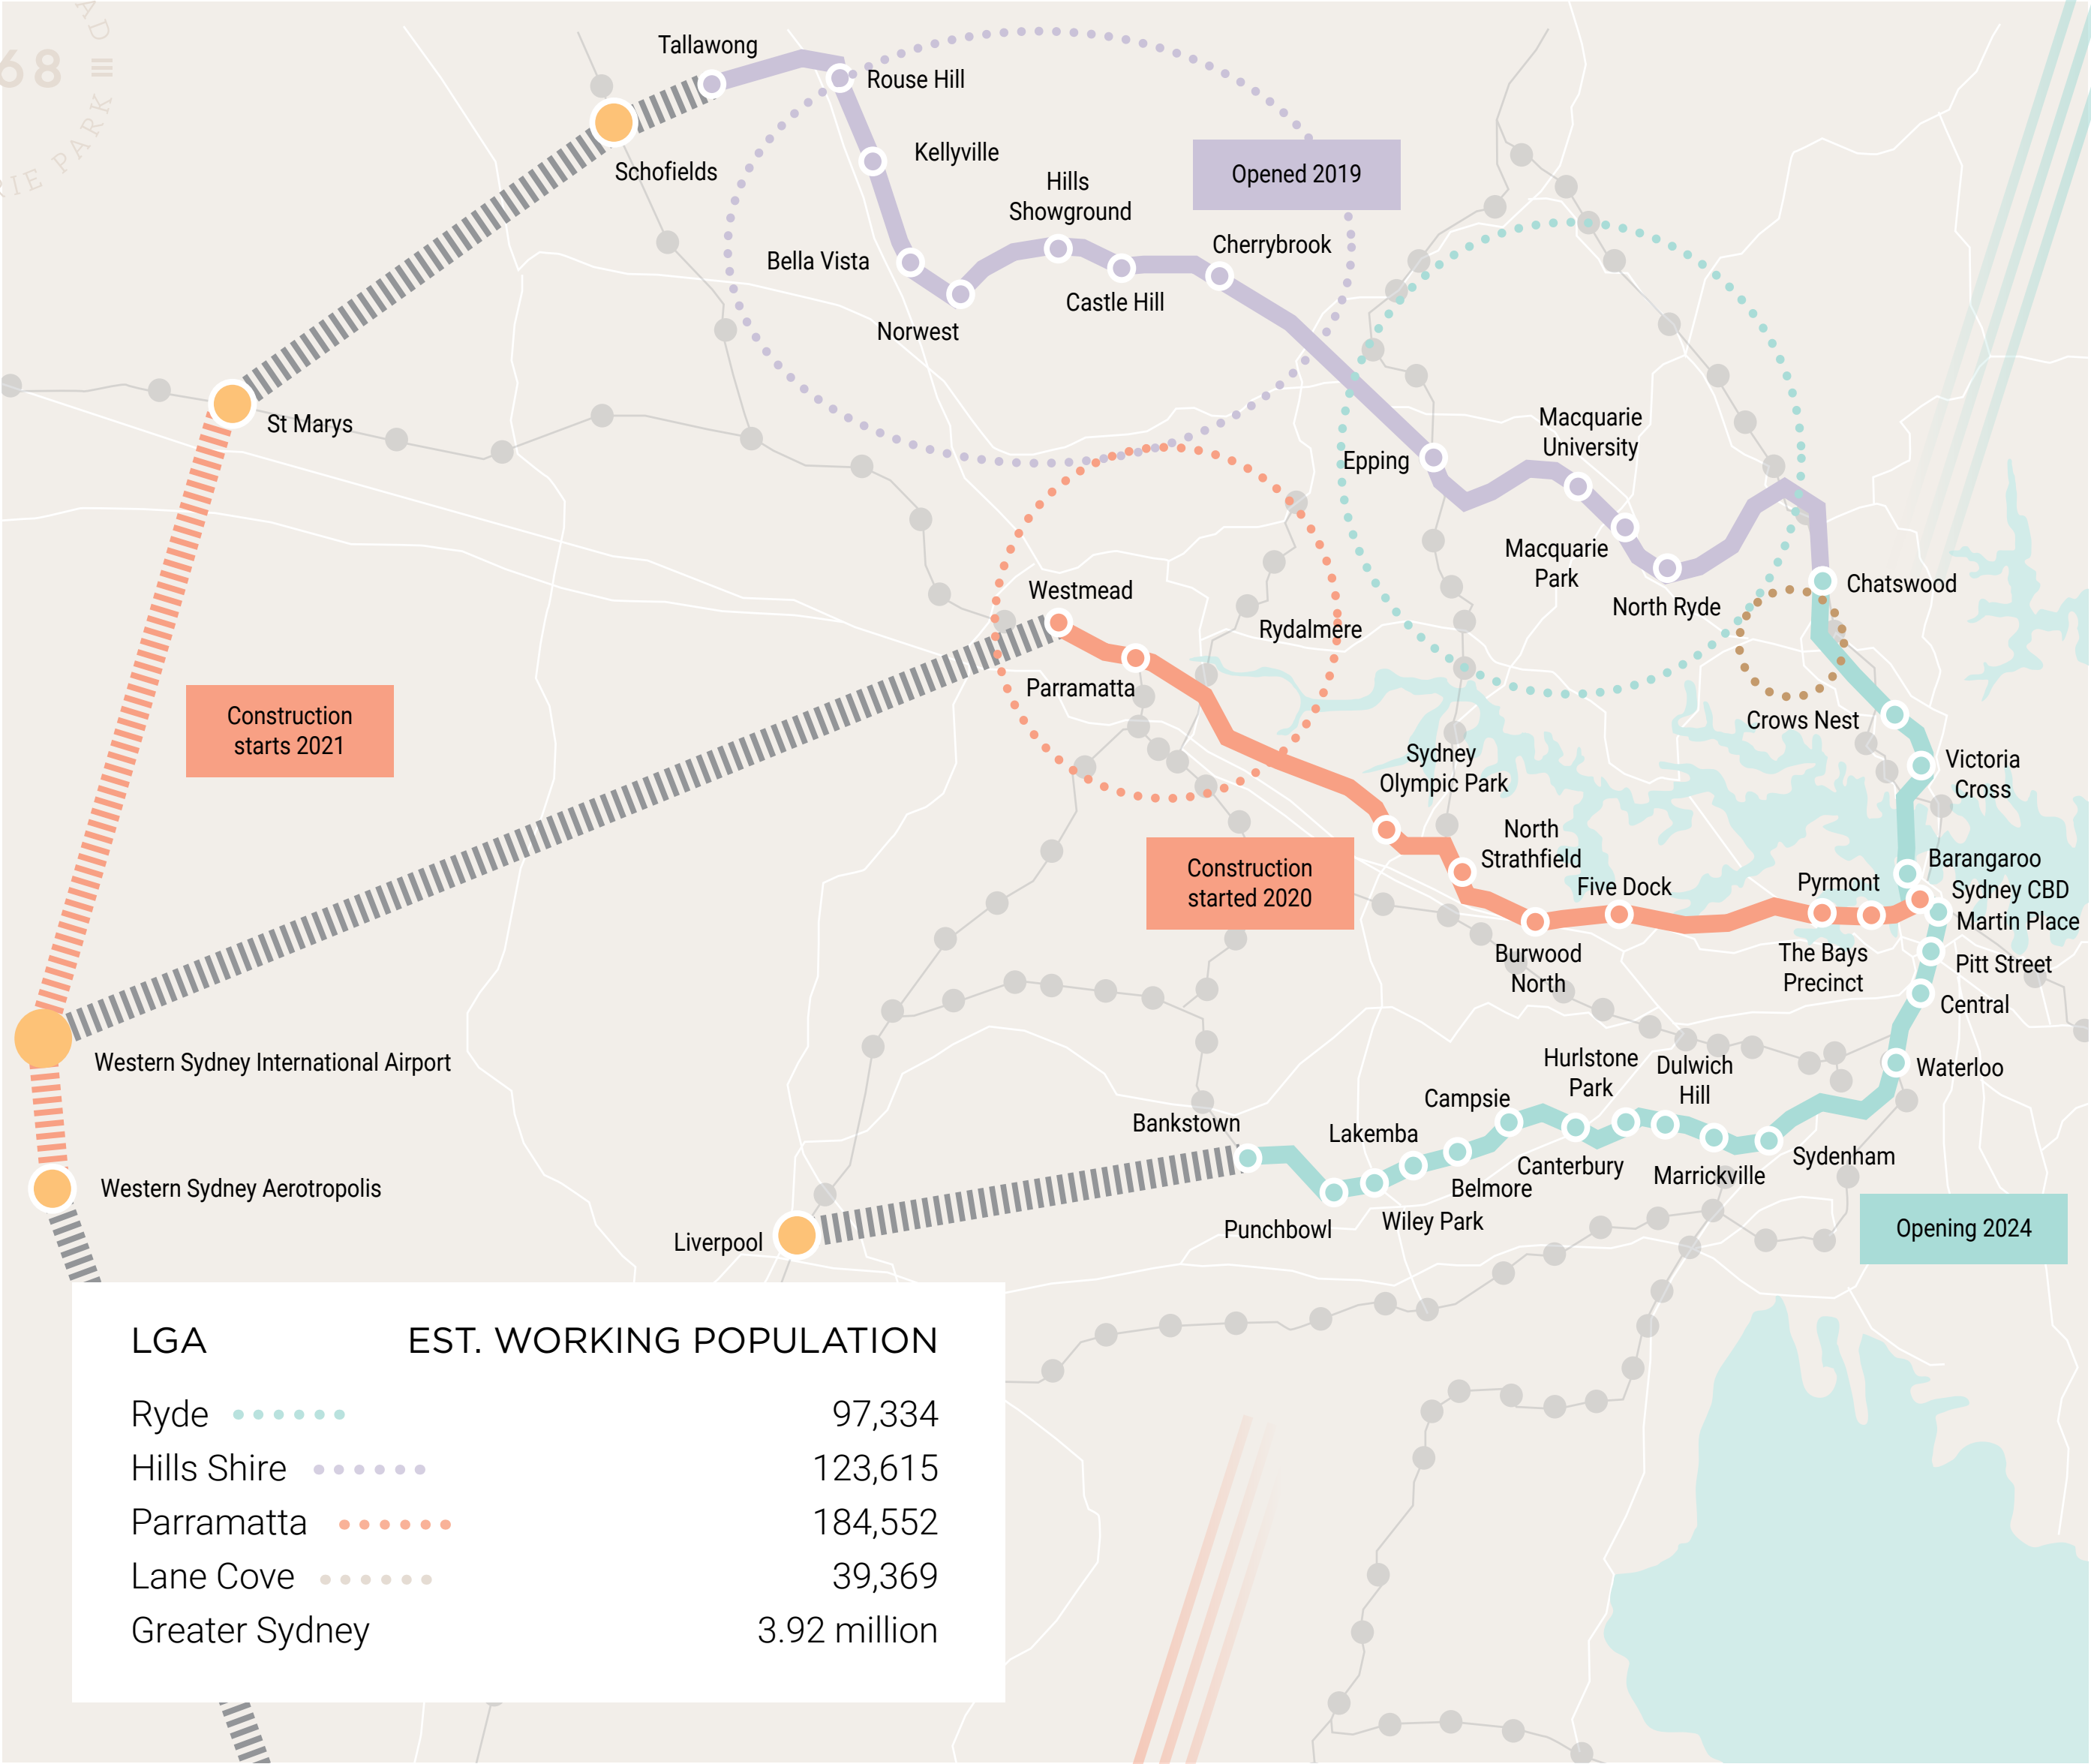 68
RIE PARK
AD
Tallawong
Rouse Hill
Schofields
Kellyville
Opened 2019
Hills
Showground
Bella Vista
Cherrybrook
Castle Hill
Norwest
St Marys
Macquarie
University
Epping
Macquarie
Park
North Ryde
Chatswood
Westmead
Rydalmere
Parramatta
Construction
starts 2021
Crows Nest
Sydney
Olympic Park
Victoria
Cross
North
Strathfield
Construction
started 2020
Barangaroo
Five Dock
Pyrmont
Sydney CBD
Martin Place
Burwood
North
The Bays
Precinct
Pitt Street
Central
Western Sydney International Airport
Hurlstone
Park
Dulwich
Hill
Waterloo
Campsie
Bankstown
Lakemba
Canterbury
Sydenham
Marrickville
Western Sydney Aerotropolis
Belmore
Wiley Park
Punchbowl
Opening 2024
Liverpool
LGA EST. WORKING POPULATION
Ryde 97,334
Hills Shire 123,615
Parramatta 184,552
Lane Cove 39,369
Greater Sydney 3.92 million